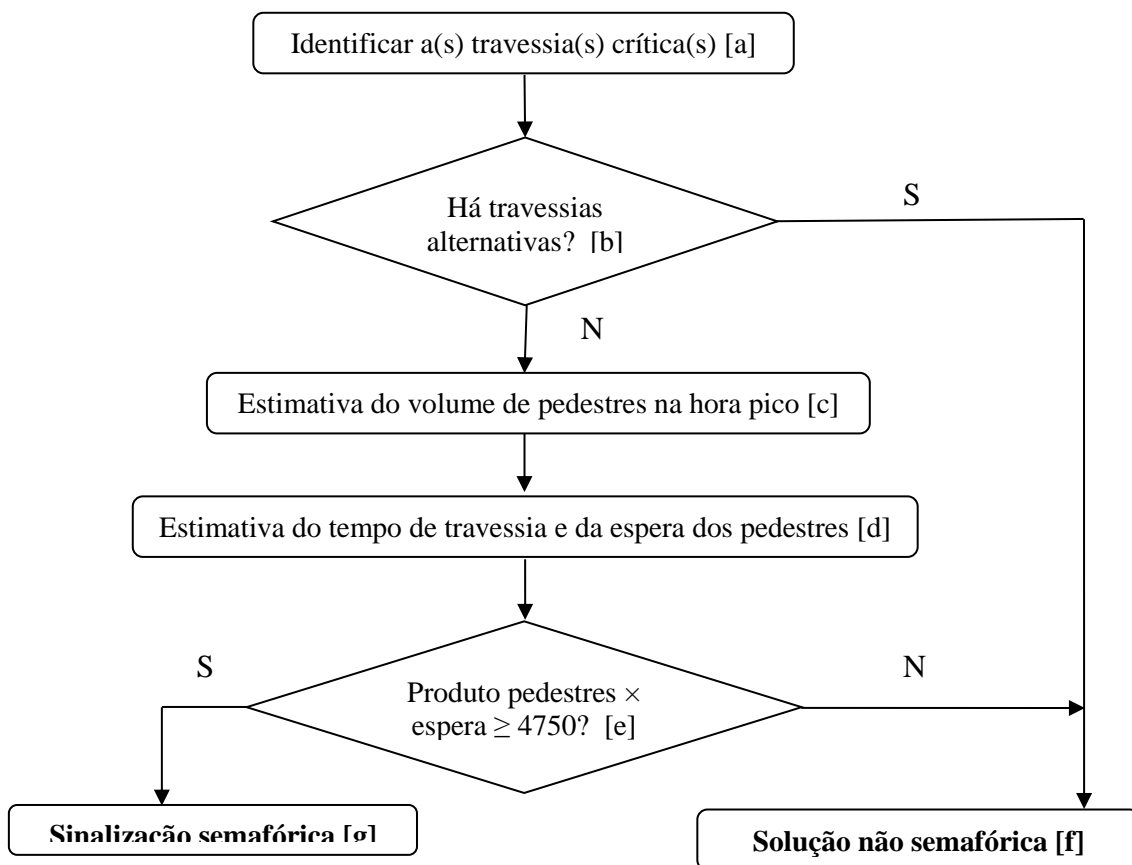 Identificar a(s) travessia(s) crítica(s) [a]
Há travessias
alternativas? [b]
S
N
Estimativa do volume de pedestres na hora pico [c]
Estimativa do tempo de travessia e da espera dos pedestres [d]
S
Produto pedestres ×
espera ≥ 4750? [e]
N
Sinalização semafórica [g]
Solução não semafórica [f]